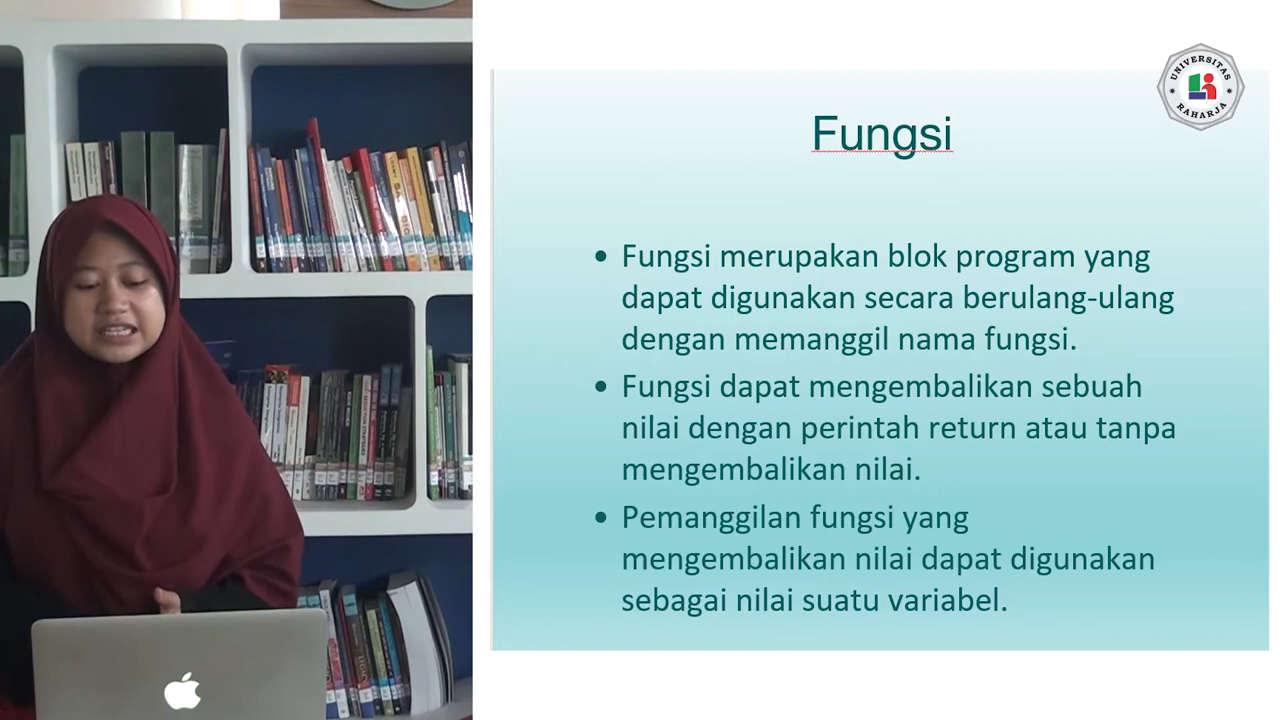 UNIVERSITAS
RAHARJA
Fungsi
• Fungsi merupakan blok program yang
dapat digunakan secara berulang-ulang
dengan memanggil nama fungsi.
• Fungsi dapat mengembalikan sebuah
nilai dengan perintah return atau tanpa
mengembalikan nilai.
• Pemanggilan fungsi yang
mengembalikan nilai dapat digunakan
sebagai nilai suatu variabel.